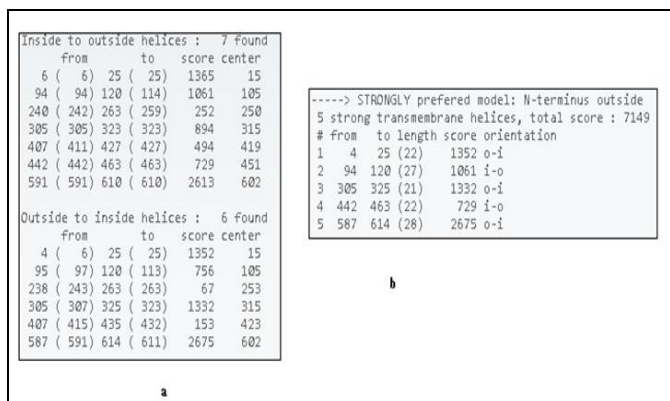 Inside to outside helices :   7 found
from        to    score center
6 (   6)  25 (  25)  1365     15
94 (  94) 120 ( 114)  1061    105
240 ( 242) 263 ( 259)   252    250
305 ( 305) 323 ( 323)   894    315
407 ( 411) 427 ( 427)   494    419
442 ( 442) 463 ( 463)   729    451
591 ( 591) 610 ( 610)  2613    602
Outside to inside helices :   6 found
from        to    score center
4 (   6)  25 (  25)  1352     15
95 (  97) 120 ( 113)   756    105
238 ( 243) 263 ( 263)    67    253
305 ( 307) 325 ( 323)  1332    315
407 ( 415) 435 ( 432)   153    423
587 ( 591) 614 ( 611)  2675    602
a
-----> STRONGLY prefered model: N-terminus outside
5 strong transmembrane helices, total score : 7149
# from   to length score orientation
1    4   25 (22)    1352 o-i
2   94  120 (27)    1061 i-o
3  305  325 (21)    1332 o-i
4  442  463 (22)     729 i-o
5  587  614 (28)    2675 o-i
b